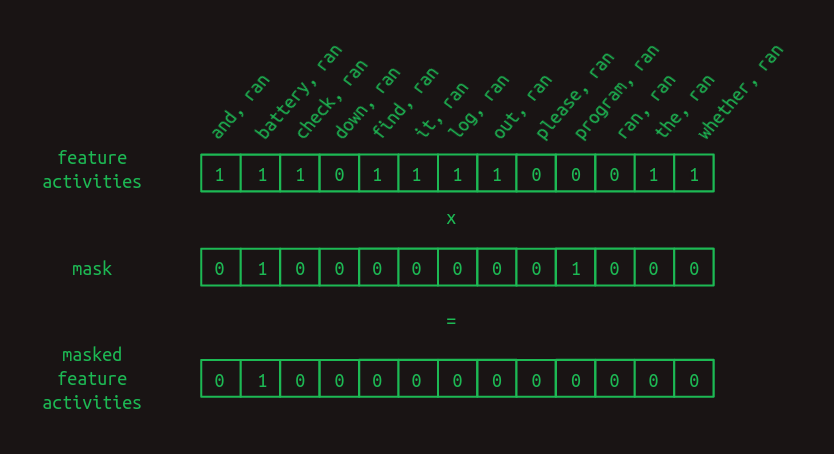 and, ran
battery, ran
check, ran
down, ran
find, ran
it, ran
log, ran
out, ran
please, ran
program, ran
ran, ran
the, ran
whether, ran
feature
activities
1 1 1 0 1 1 1 1 0 0 0 1 1
x
mask
0 1 0 0 0 0 0 0 0 1 0 0 0
=
masked
feature
activities
0 1 0 0 0 0 0 0 0 0 0 0 0